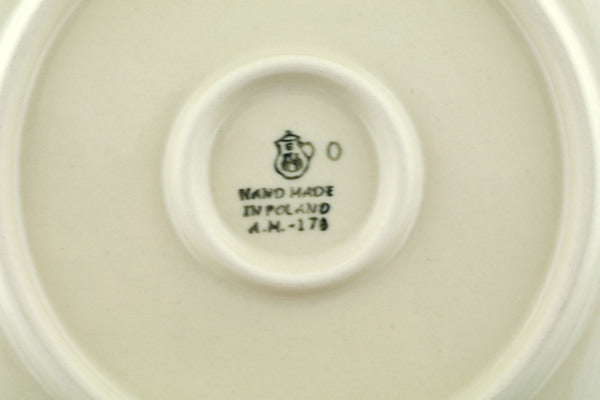 O
HAND MADE
IN POLAND
A.M.-178